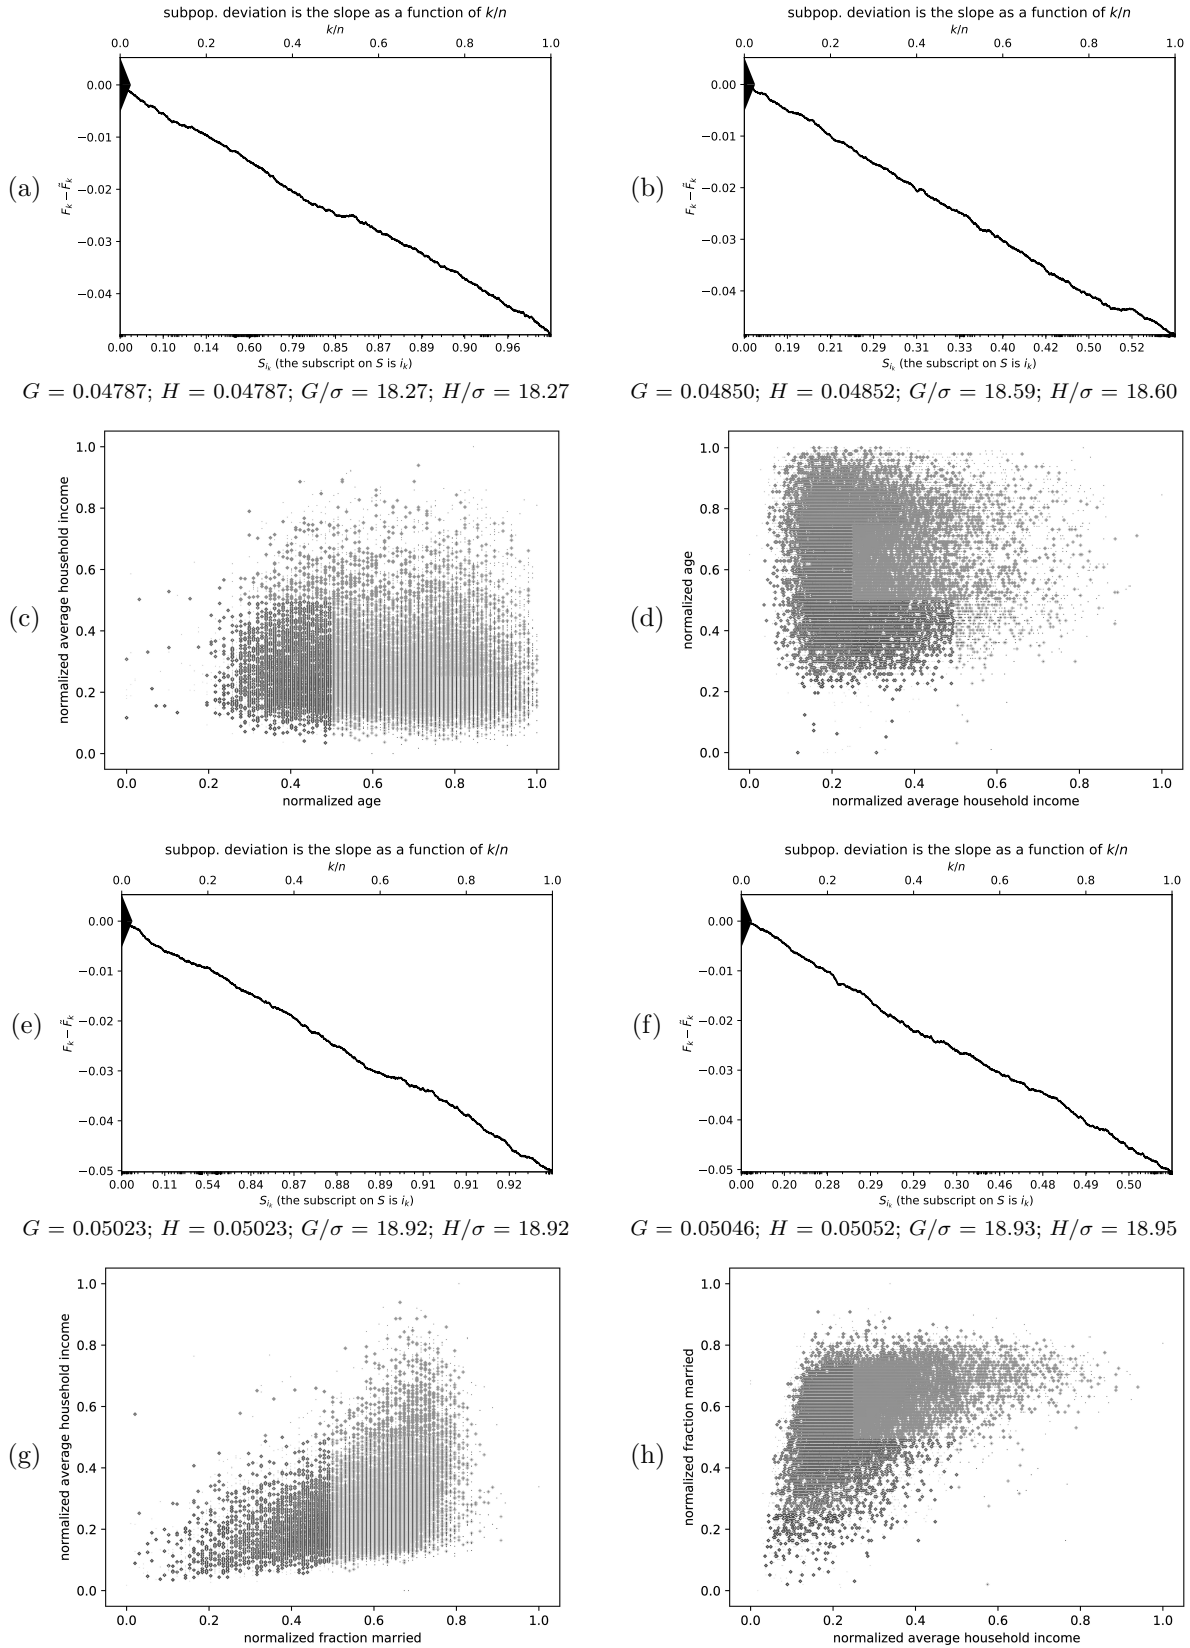 subpop. deviation is the slope as a function of k/n
k/n
0.0 0.2 0.4 0.6 0.8 1.0
0.00
−0.01
−0.02
−0.03
−0.04
F_k − F̃_k
(a)
0.00 0.10 0.14 0.60 0.79 0.85 0.87 0.89 0.90 0.96
S_{i_k} (the subscript on S is i_k)
G = 0.04787; H = 0.04787; G/σ = 18.27; H/σ = 18.27
subpop. deviation is the slope as a function of k/n
k/n
0.0 0.2 0.4 0.6 0.8 1.0
0.00
−0.01
−0.02
−0.03
−0.04
F_k − F̃_k
(b)
0.00 0.19 0.21 0.29 0.31 0.33 0.40 0.42 0.50 0.52
S_{i_k} (the subscript on S is i_k)
G = 0.04850; H = 0.04852; G/σ = 18.59; H/σ = 18.60
(c)
normalized average household income
1.0
0.8
0.6
0.4
0.2
0.0
0.0 0.2 0.4 0.6 0.8 1.0
normalized age
(d)
normalized age
1.0
0.8
0.6
0.4
0.2
0.0
0.0 0.2 0.4 0.6 0.8 1.0
normalized average household income
subpop. deviation is the slope as a function of k/n
k/n
0.0 0.2 0.4 0.6 0.8 1.0
0.00
−0.01
−0.02
−0.03
−0.04
−0.05
F_k − F̃_k
(e)
0.00 0.11 0.54 0.84 0.87 0.88 0.89 0.91 0.91 0.92
S_{i_k} (the subscript on S is i_k)
G = 0.05023; H = 0.05023; G/σ = 18.92; H/σ = 18.92
subpop. deviation is the slope as a function of k/n
k/n
0.0 0.2 0.4 0.6 0.8 1.0
0.00
−0.01
−0.02
−0.03
−0.04
−0.05
F_k − F̃_k
(f)
0.00 0.20 0.28 0.29 0.29 0.30 0.46 0.48 0.49 0.50
S_{i_k} (the subscript on S is i_k)
G = 0.05046; H = 0.05052; G/σ = 18.93; H/σ = 18.95
(g)
normalized average household income
1.0
0.8
0.6
0.4
0.2
0.0
0.0 0.2 0.4 0.6 0.8 1.0
normalized fraction married
(h)
normalized fraction married
1.0
0.8
0.6
0.4
0.2
0.0
0.0 0.2 0.4 0.6 0.8 1.0
normalized average household income